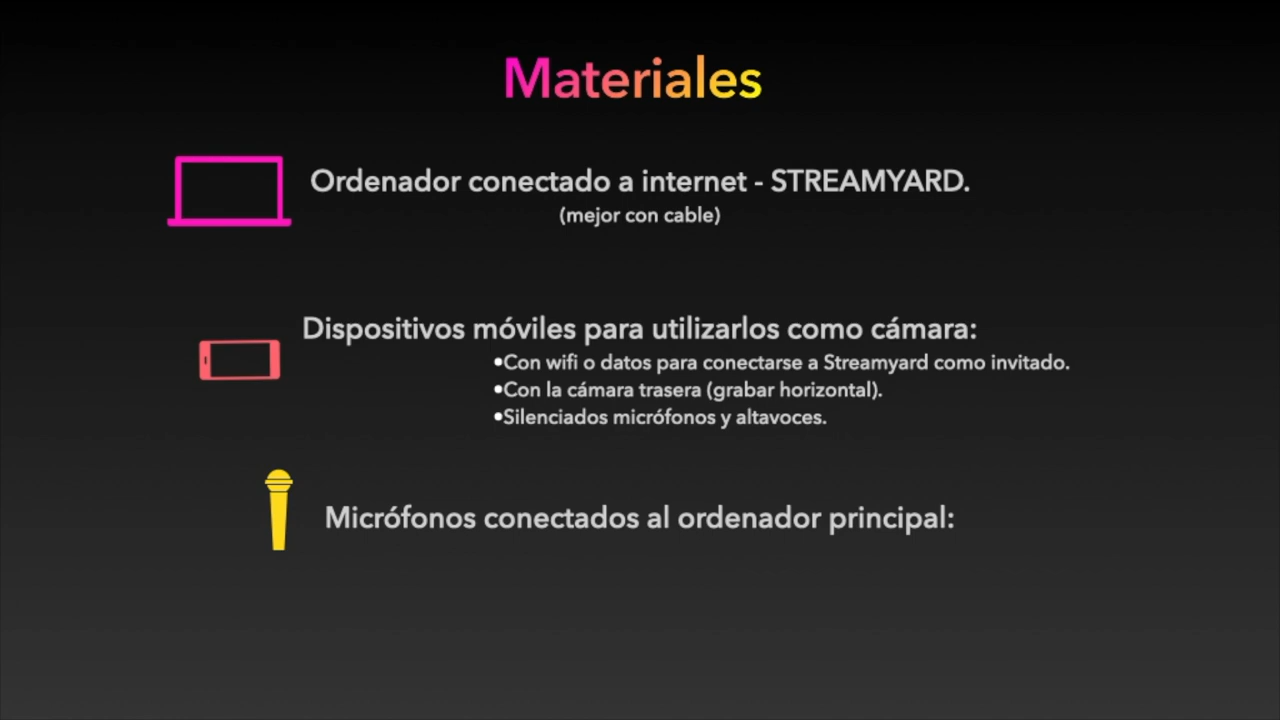 Materiales
Ordenador conectado a internet - STREAMYARD.
(mejor con cable)
Dispositivos móviles para utilizarlos como cámara:
•Con wifi o datos para conectarse a Streamyard como invitado.
•Con la cámara trasera (grabar horizontal).
•Silenciados micrófonos y altavoces.
Micrófonos conectados al ordenador principal: